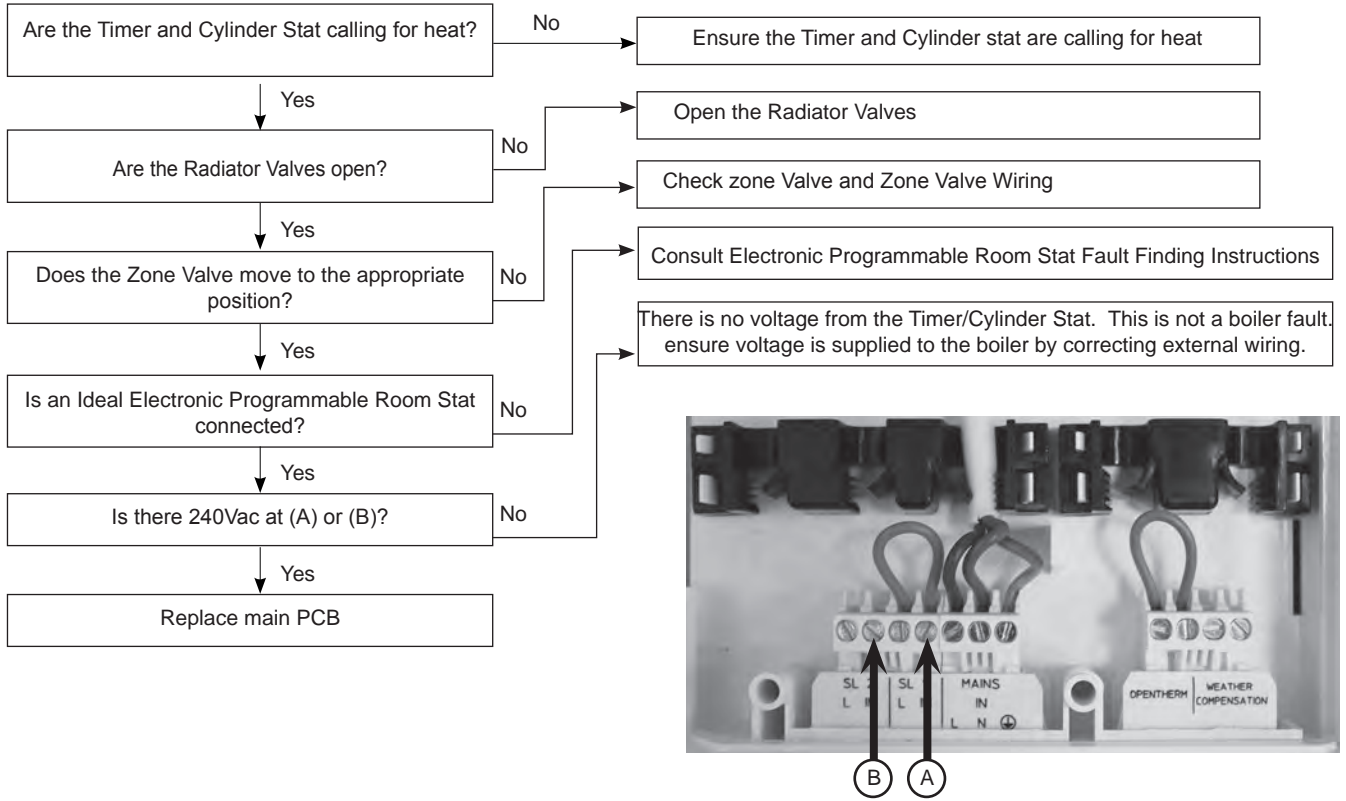 Are the Timer and Cylinder Stat calling for heat?
No
Ensure the Timer and Cylinder stat are calling for heat
Yes
Are the Radiator Valves open?
No
Open the Radiator Valves
Yes
Does the Zone Valve move to the appropriate
position?
No
Check zone Valve and Zone Valve Wiring
Yes
Is an Ideal Electronic Programmable Room Stat
connected?
No
Consult Electronic Programmable Room Stat Fault Finding Instructions
Yes
Is there 240Vac at (A) or (B)?
No
There is no voltage from the Timer/Cylinder Stat. This is not a boiler fault.
ensure voltage is supplied to the boiler by correcting external wiring.
Yes
Replace main PCB
SL
L
SL
L
MAINS
IN
L N
OPENTHERM
WEATHER
COMPENSATION
B
A